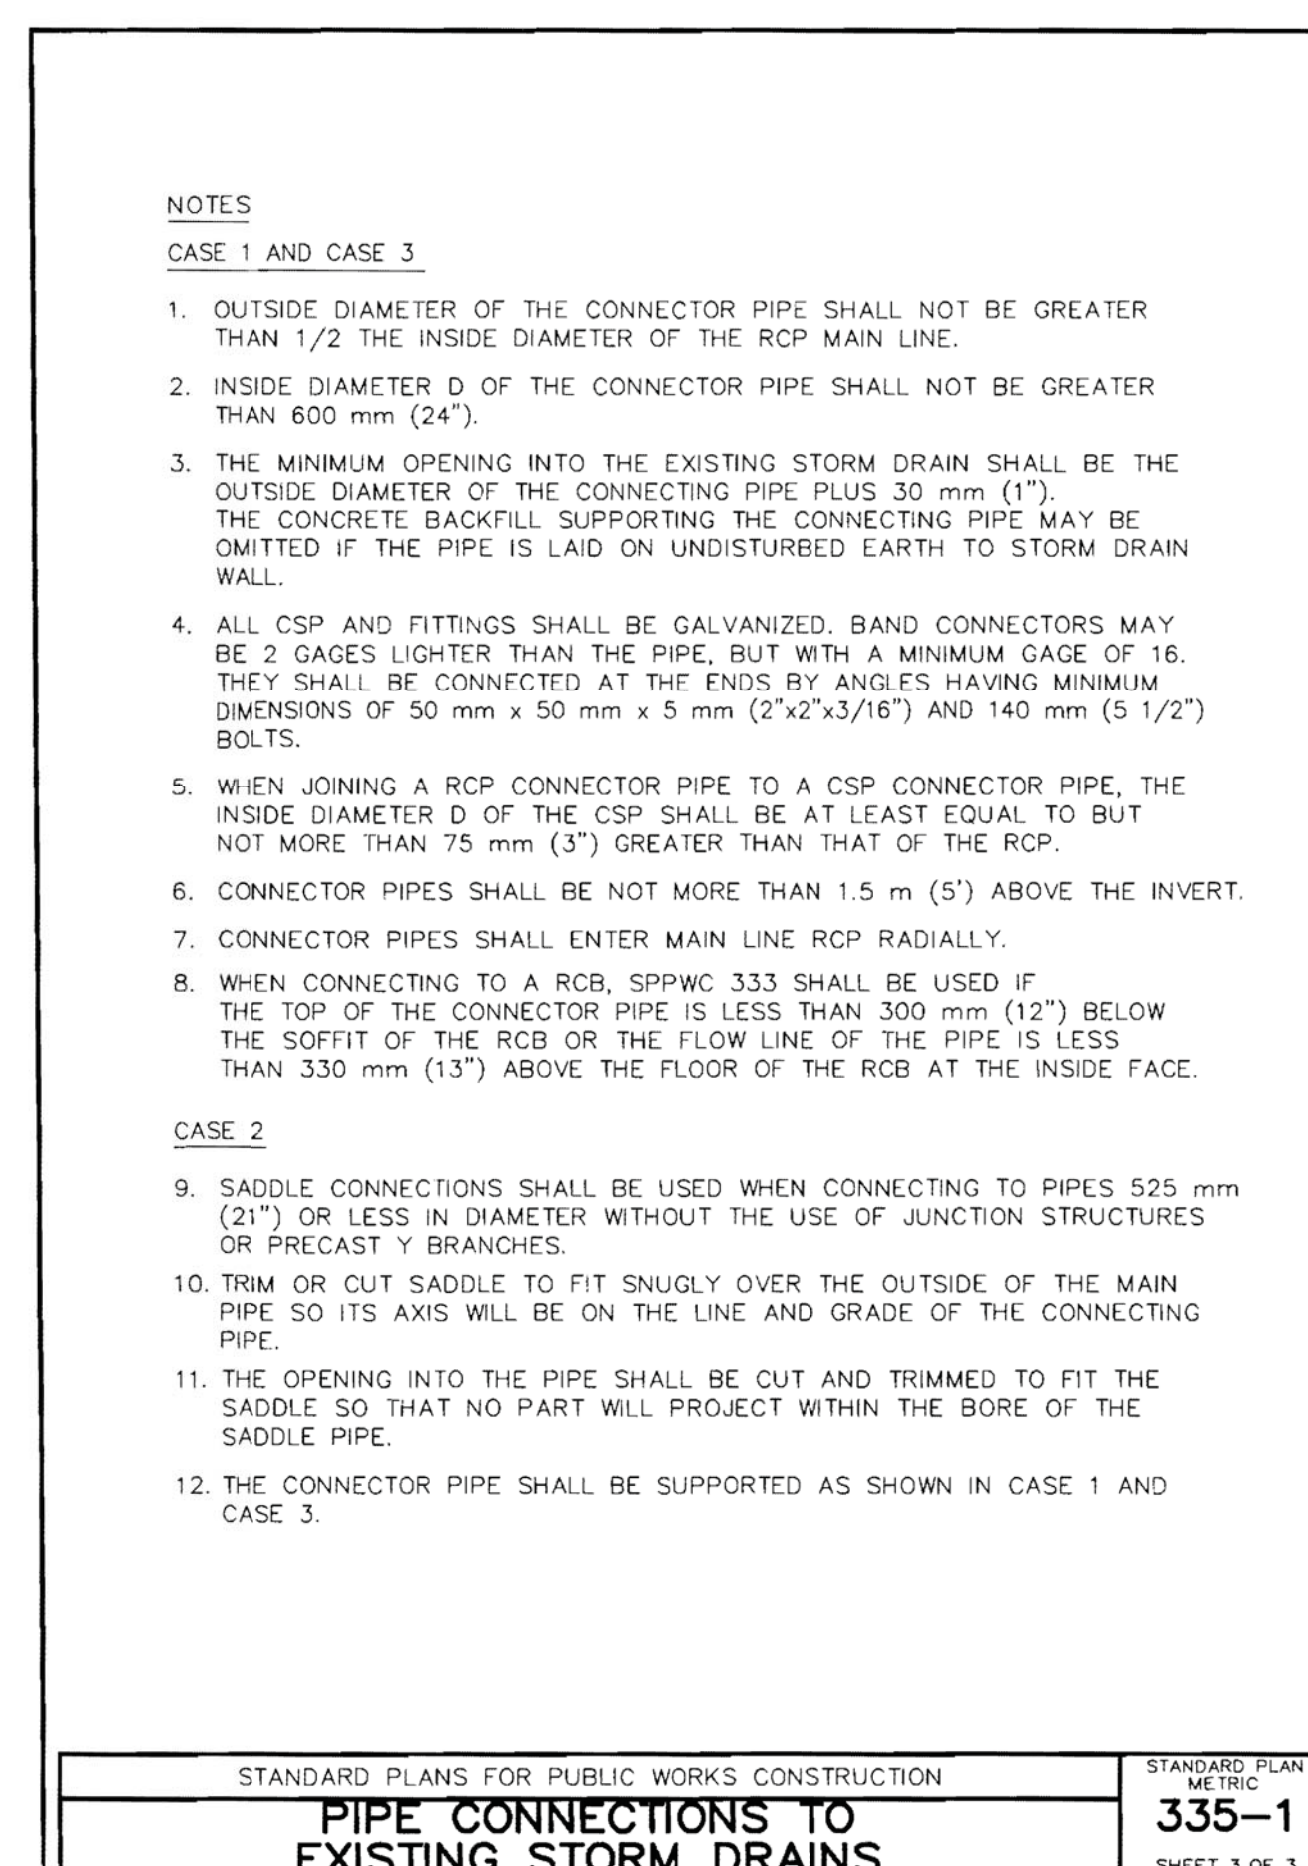 NOTES
CASE 1 AND CASE 3
1. OUTSIDE DIAMETER OF THE CONNECTOR PIPE SHALL NOT BE GREATER
THAN 1/2 THE INSIDE DIAMETER OF THE RCP MAIN LINE.
2. INSIDE DIAMETER D OF THE CONNECTOR PIPE SHALL NOT BE GREATER
THAN 600 mm (24").
3. THE MINIMUM OPENING INTO THE EXISTING STORM DRAIN SHALL BE THE
OUTSIDE DIAMETER OF THE CONNECTING PIPE PLUS 30 mm (1").
THE CONCRETE BACKFILL SUPPORTING THE CONNECTING PIPE MAY BE
OMITTED IF THE PIPE IS LAID ON UNDISTURBED EARTH TO STORM DRAIN
WALL.
4. ALL CSP AND FITTINGS SHALL BE GALVANIZED. BAND CONNECTORS MAY
BE 2 GAGES LIGHTER THAN THE PIPE, BUT WITH A MINIMUM GAGE OF 16.
THEY SHALL BE CONNECTED AT THE ENDS BY ANGLES HAVING MINIMUM
DIMENSIONS OF 50 mm x 50 mm x 5 mm (2"x2"x3/16") AND 140 mm (5 1/2")
BOLTS.
5. WHEN JOINING A RCP CONNECTOR PIPE TO A CSP CONNECTOR PIPE, THE
INSIDE DIAMETER D OF THE CSP SHALL BE AT LEAST EQUAL TO BUT
NOT MORE THAN 75 mm (3") GREATER THAN THAT OF THE RCP.
6. CONNECTOR PIPES SHALL BE NOT MORE THAN 1.5 m (5') ABOVE THE INVERT.
7. CONNECTOR PIPES SHALL ENTER MAIN LINE RCP RADIALLY.
8. WHEN CONNECTING TO A RCB, SPPWC 333 SHALL BE USED IF
THE TOP OF THE CONNECTOR PIPE IS LESS THAN 300 mm (12") BELOW
THE SOFFIT OF THE RCB OR THE FLOW LINE OF THE PIPE IS LESS
THAN 330 mm (13") ABOVE THE FLOOR OF THE RCB AT THE INSIDE FACE.
CASE 2
9. SADDLE CONNECTIONS SHALL BE USED WHEN CONNECTING TO PIPES 525 mm
(21") OR LESS IN DIAMETER WITHOUT THE USE OF JUNCTION STRUCTURES
OR PRECAST Y BRANCHES.
10. TRIM OR CUT SADDLE TO FIT SNUGLY OVER THE OUTSIDE OF THE MAIN
PIPE SO ITS AXIS WILL BE ON THE LINE AND GRADE OF THE CONNECTING
PIPE.
11. THE OPENING INTO THE PIPE SHALL BE CUT AND TRIMMED TO FIT THE
SADDLE SO THAT NO PART WILL PROJECT WITHIN THE BORE OF THE
SADDLE PIPE.
12. THE CONNECTOR PIPE SHALL BE SUPPORTED AS SHOWN IN CASE 1 AND
CASE 3.
STANDARD PLANS FOR PUBLIC WORKS CONSTRUCTION
PIPE CONNECTIONS TO
EXISTING STORM DRAINS
STANDARD PLAN
METRIC
335-1
SHEET 3 OF 3